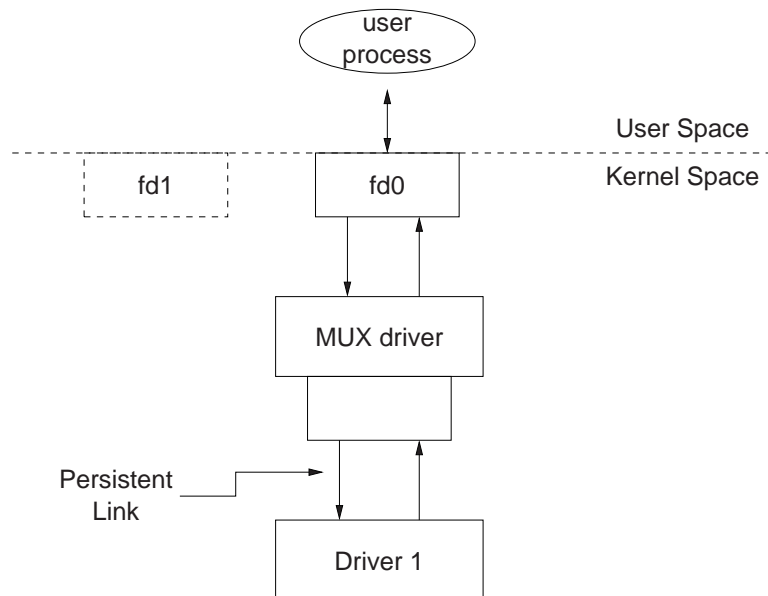 user
process
User Space
Kernel Space
fd1
fd0
MUX driver
Persistent
Link
Driver 1